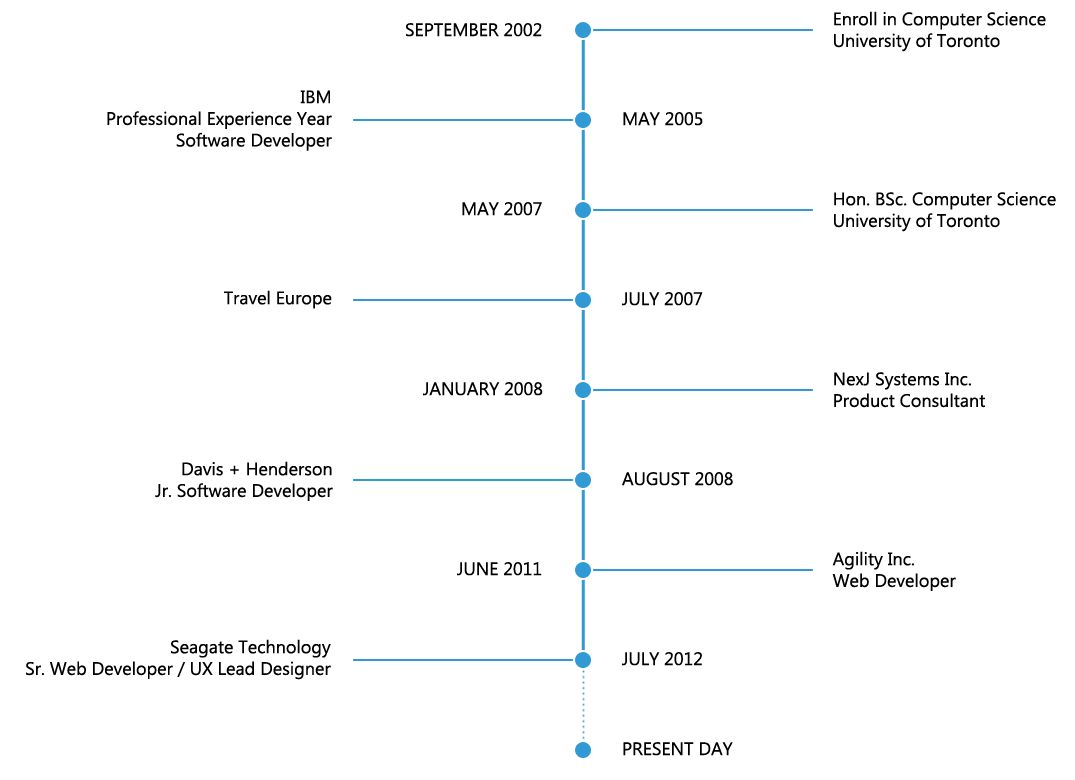 SEPTEMBER 2002
Enroll in Computer Science
University of Toronto
IBM
Professional Experience Year
Software Developer
MAY 2005
MAY 2007
Hon. BSc. Computer Science
University of Toronto
Travel Europe
JULY 2007
JANUARY 2008
NexJ Systems Inc.
Product Consultant
Davis + Henderson
Jr. Software Developer
AUGUST 2008
JUNE 2011
Agility Inc.
Web Developer
Seagate Technology
Sr. Web Developer / UX Lead Designer
JULY 2012
PRESENT DAY